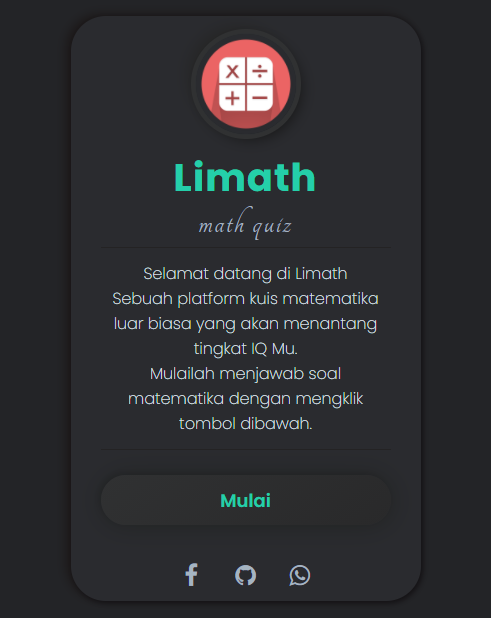 Limath
math quiz
Selamat datang di Limath
Sebuah platform kuis matematika
luar biasa yang akan menantang
tingkat IQ Mu.
Mulailah menjawab soal
matematika dengan mengklik
tombol dibawah.
Mulai